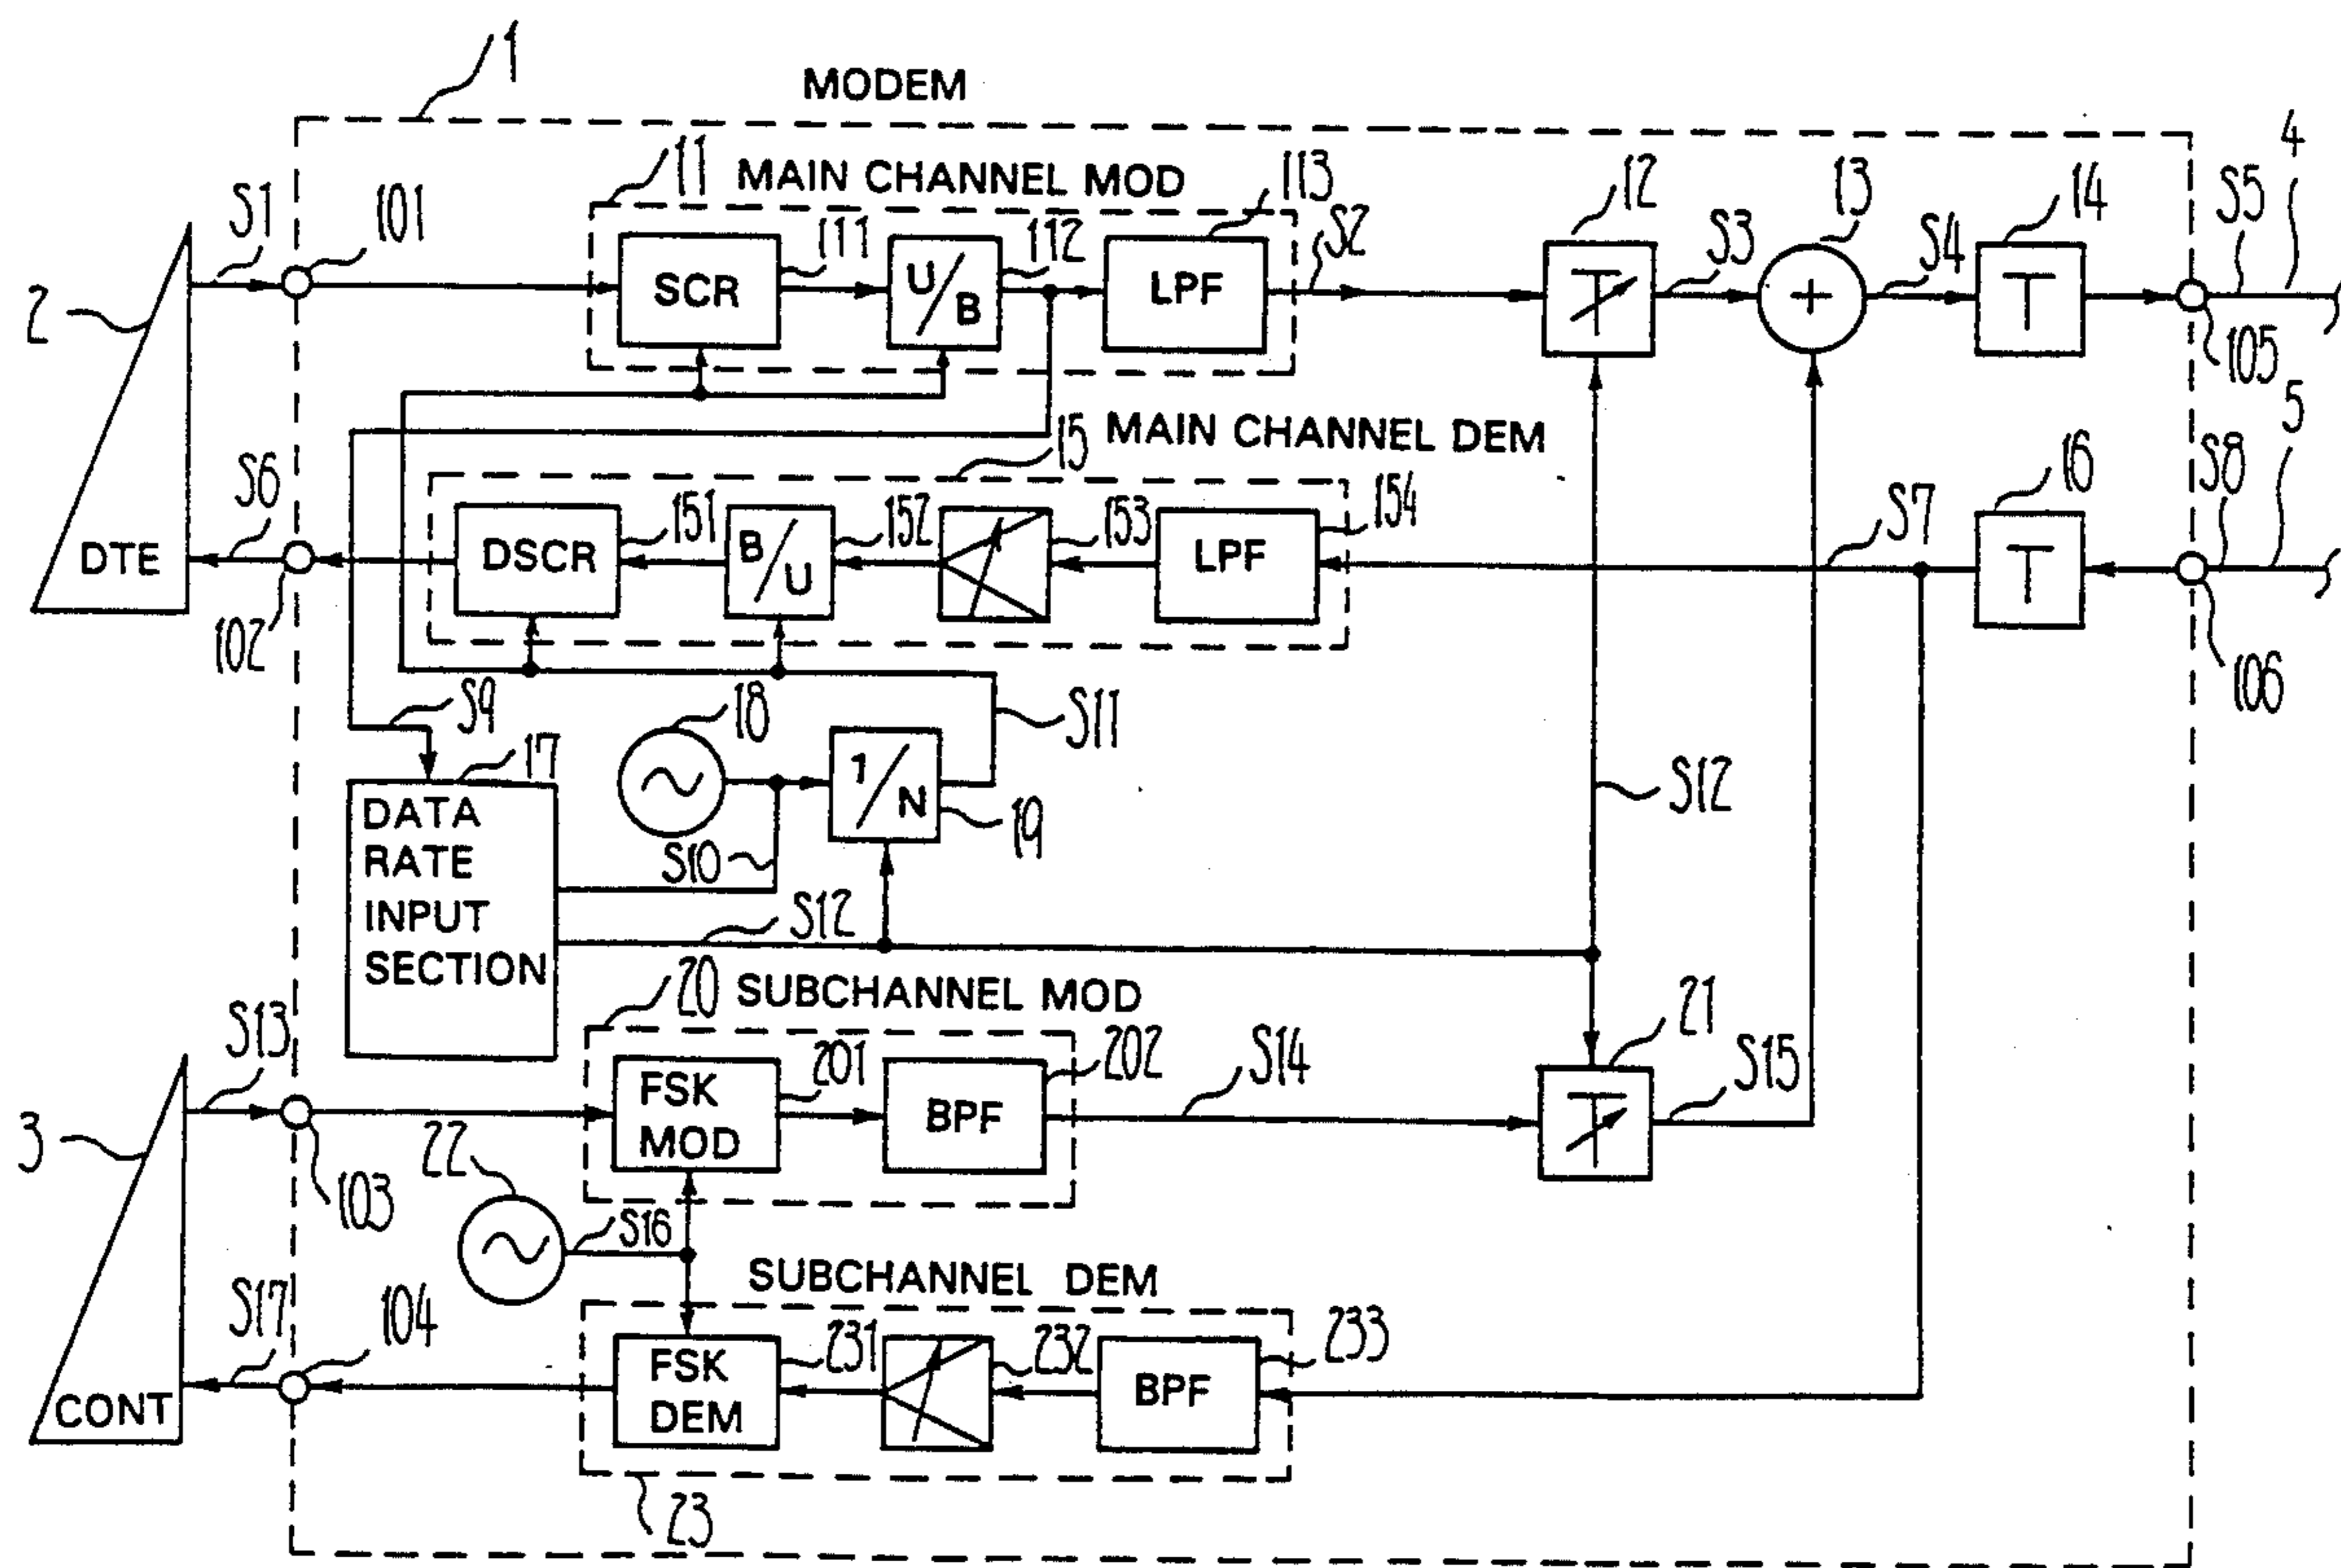 1
MODEM
11
MAIN CHANNEL MOD
113
12
13
14
4
S1
101
111
112
S2
S3
S4
S5
SCR
U/B
LPF
T
+
T
2
105
15
MAIN CHANNEL DEM
5
S6
151
152
153
154
S7
16
S8
DTE
DSCR
B/U
LPF
T
102
106
S9
18
S11
17
1/N
S12
19
DATA
RATE
INPUT
SECTION
S10
S12
20
SUBCHANNEL MOD
21
S13
201
202
S14
S15
FSK
MOD
BPF
T
3
22
103
S16
SUBCHANNEL DEM
S17
104
231
232
233
FSK
DEM
BPF
CONT
23